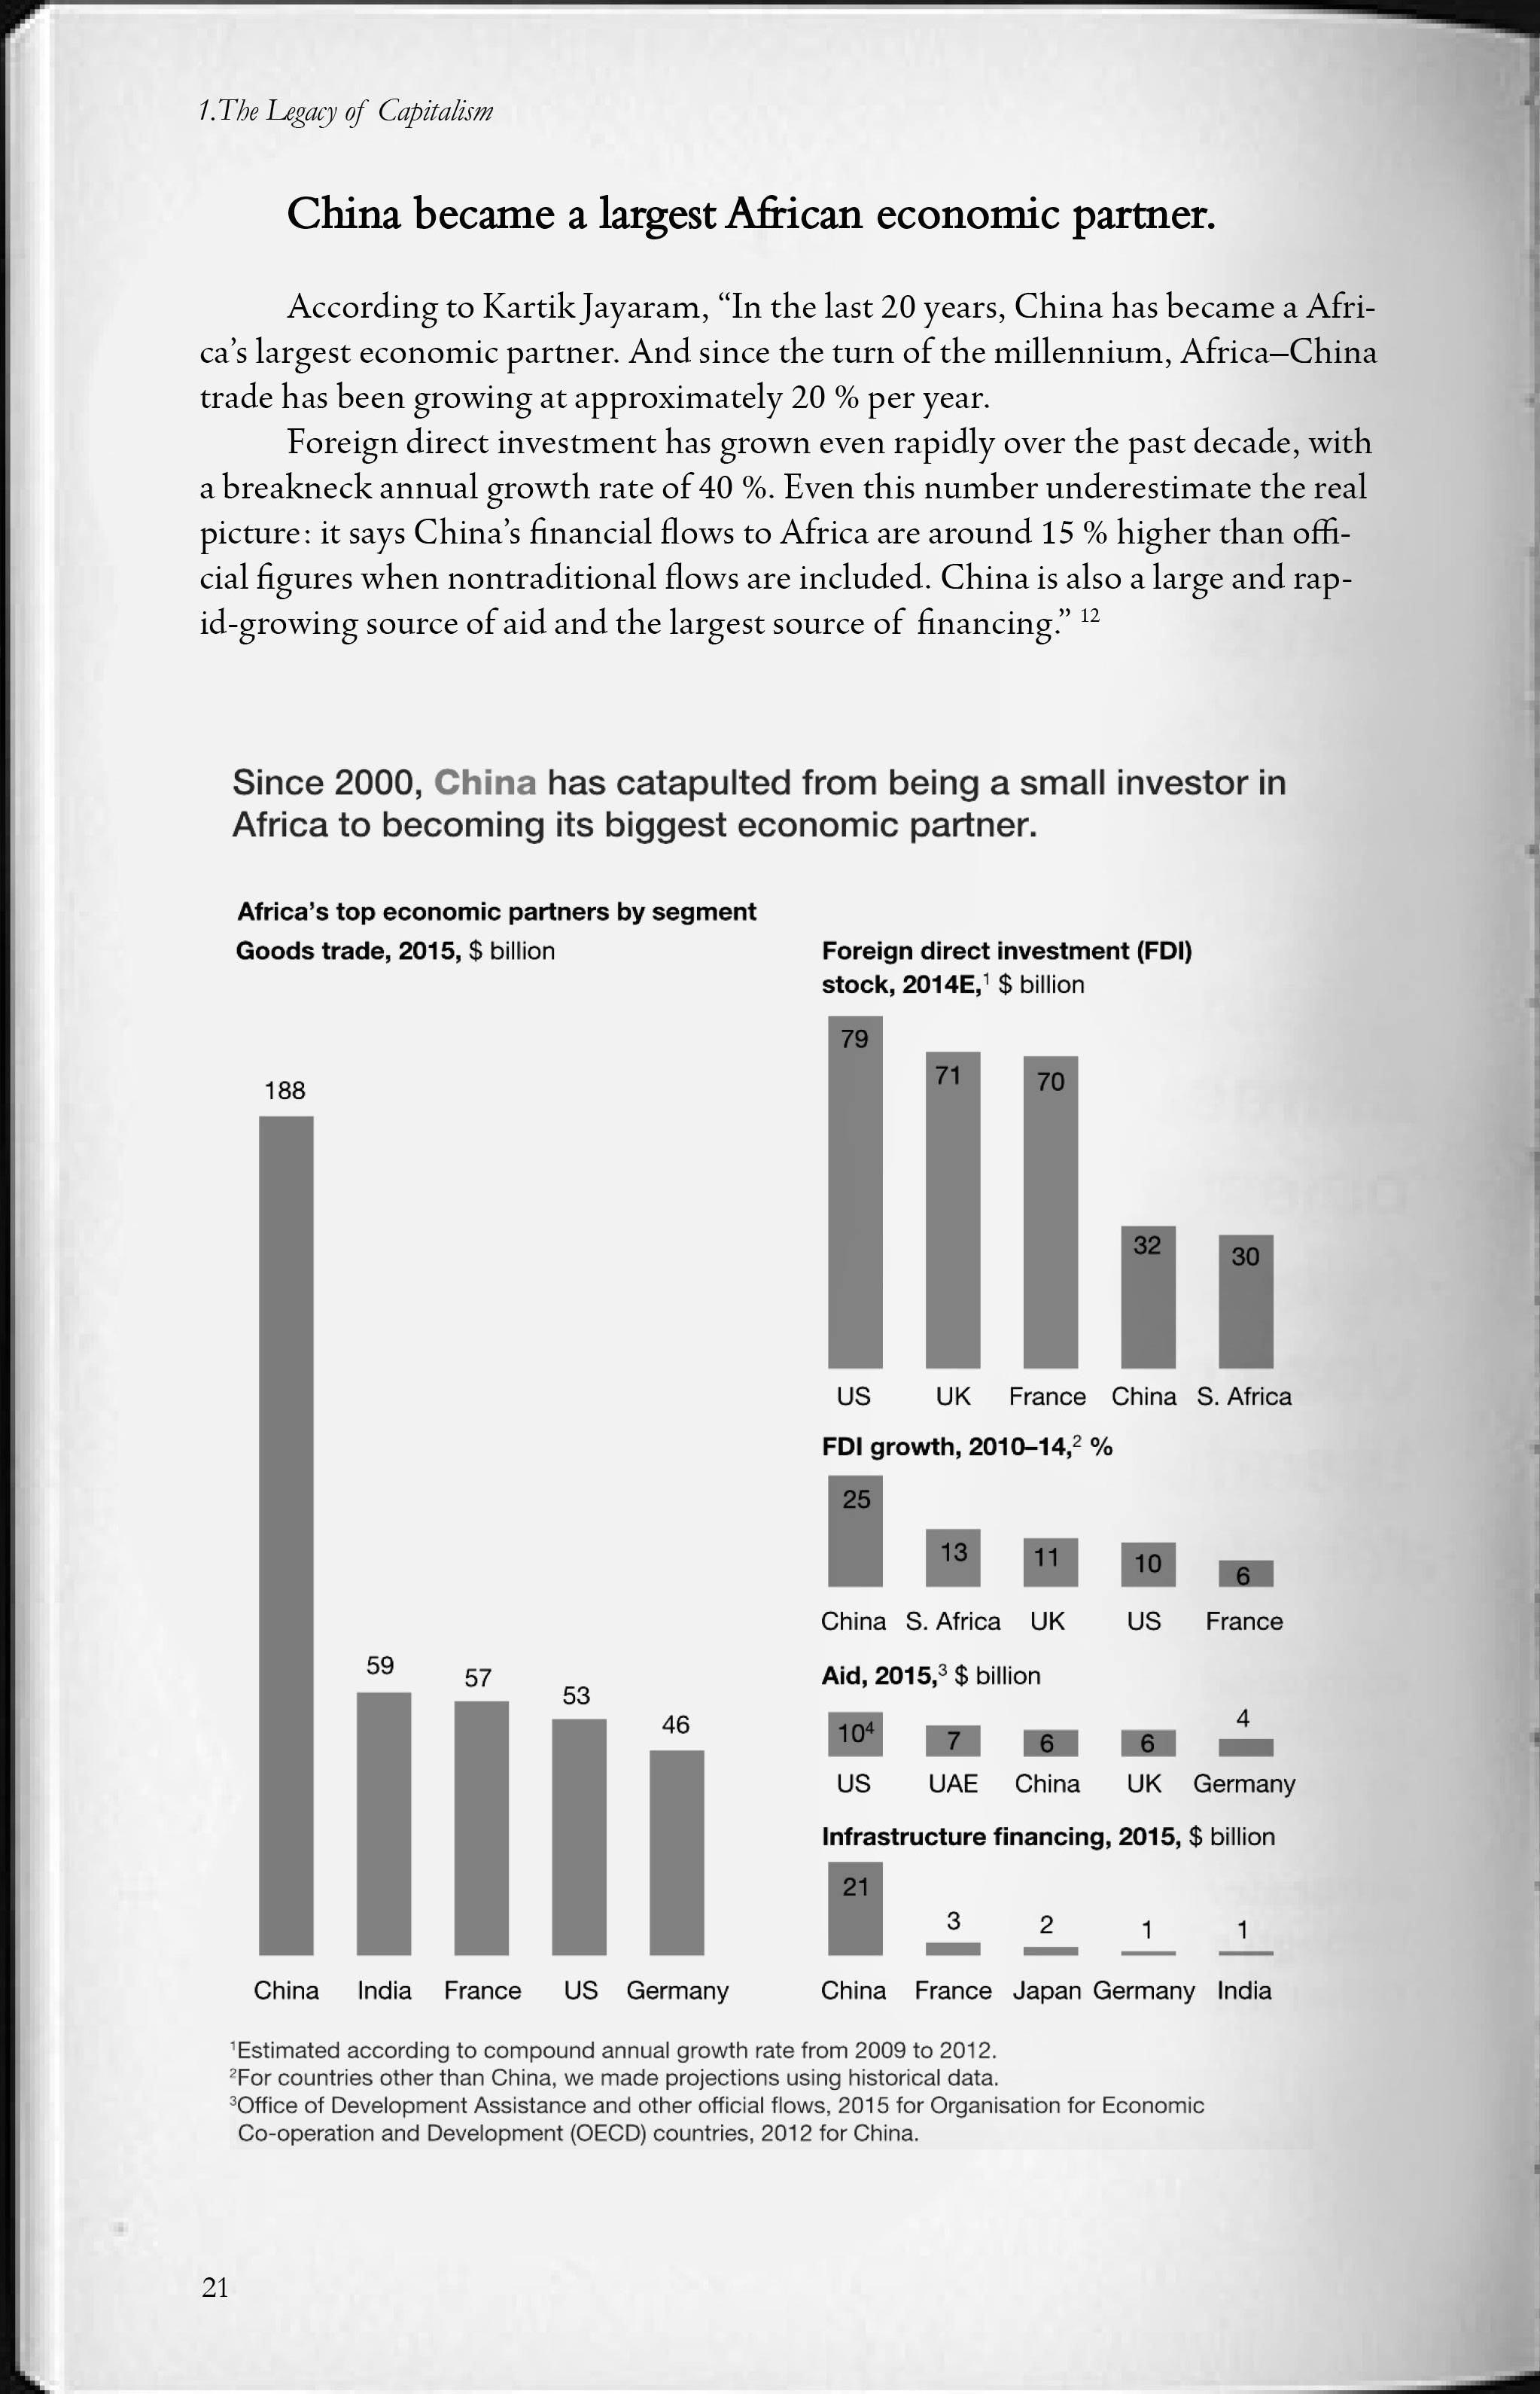 1.The Legacy of Capitalism
China became a largest African economic partner.
According to Kartik Jayaram, “In the last 20 years, China has became a Afri-
ca’s largest economic partner. And since the turn of the millennium, Africa–China
trade has been growing at approximately 20 % per year.
Foreign direct investment has grown even rapidly over the past decade, with
a breakneck annual growth rate of 40 %. Even this number underestimate the real
picture: it says China’s financial flows to Africa are around 15 % higher than offi-
cial figures when nontraditional flows are included. China is also a large and rap-
id-growing source of aid and the largest source of financing.” 12
Since 2000, China has catapulted from being a small investor in
Africa to becoming its biggest economic partner.
Africa’s top economic partners by segment
Goods trade, 2015, $ billion
188
59
57
53
46
China India France US Germany
Foreign direct investment (FDI)
stock, 2014E,¹ $ billion
79
71
70
32
30
US UK France China S. Africa
FDI growth, 2010–14,² %
25
13
11
10
6
China S. Africa UK US France
Aid, 2015,³ $ billion
10⁴
7
6
6
4
US UAE China UK Germany
Infrastructure financing, 2015, $ billion
21
3
2
1
1
China France Japan Germany India
¹Estimated according to compound annual growth rate from 2009 to 2012.
²For countries other than China, we made projections using historical data.
³Office of Development Assistance and other official flows, 2015 for Organisation for Economic
Co-operation and Development (OECD) countries, 2012 for China.
21